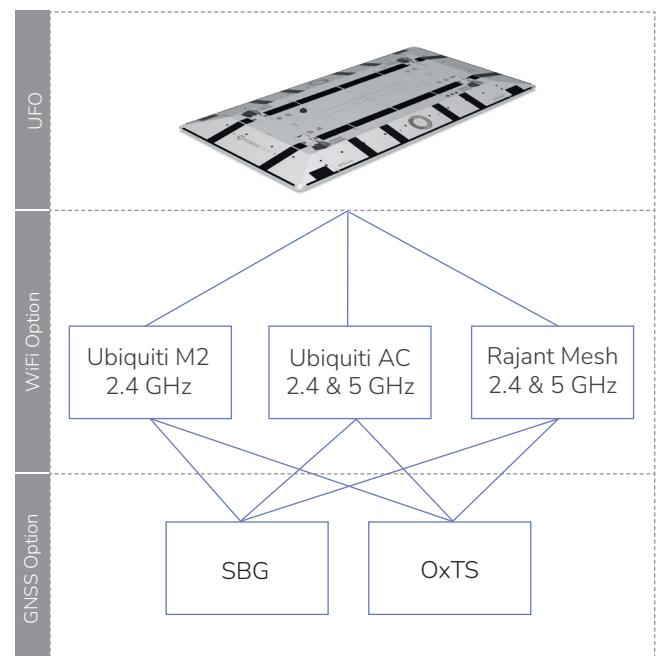 UFO
WiFi Option
Ubiquiti M2
2.4 GHz
Ubiquiti AC
2.4 & 5 GHz
Rajant Mesh
2.4 & 5 GHz
GNSS Option
SBG
OxTS